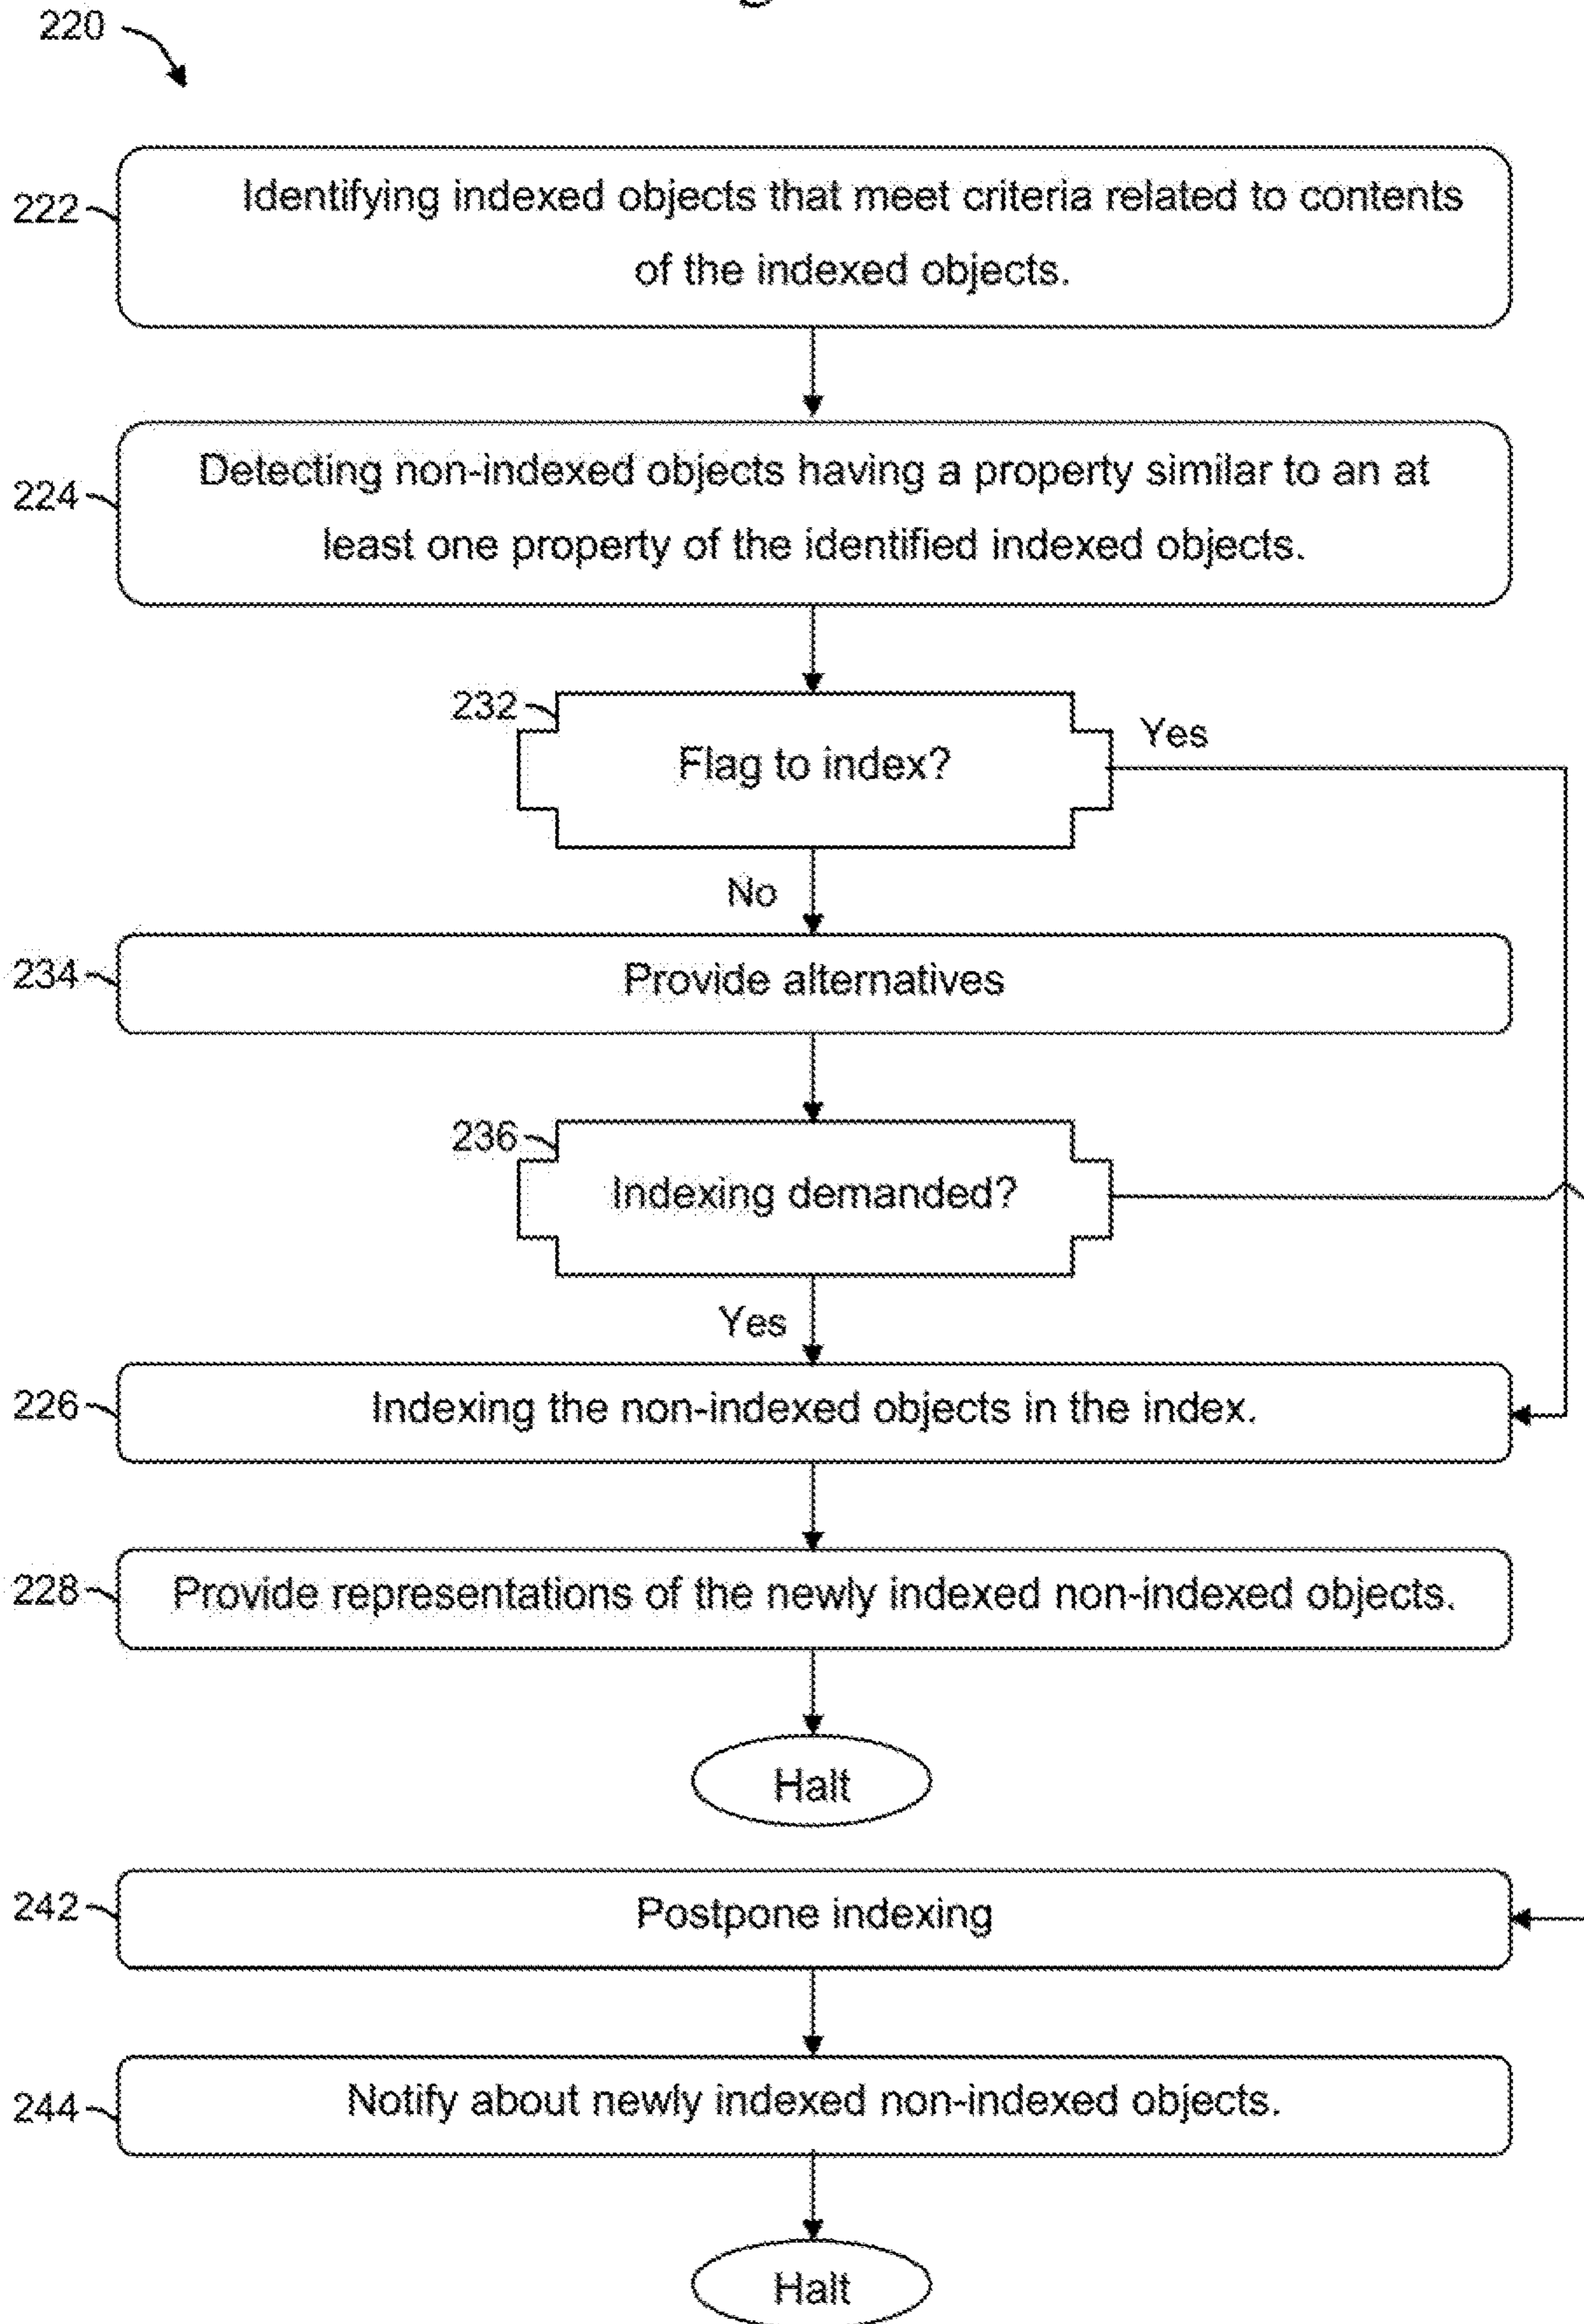 220
222
Identifying indexed objects that meet criteria related to contents
of the indexed objects.
224
Detecting non-indexed objects having a property similar to an at
least one property of the identified indexed objects.
232
Flag to index?
Yes
No
234
Provide alternatives
236
Indexing demanded?
Yes
226
Indexing the non-indexed objects in the index.
228
Provide representations of the newly indexed non-indexed objects.
Halt
242
Postpone indexing
244
Notify about newly indexed non-indexed objects.
Halt